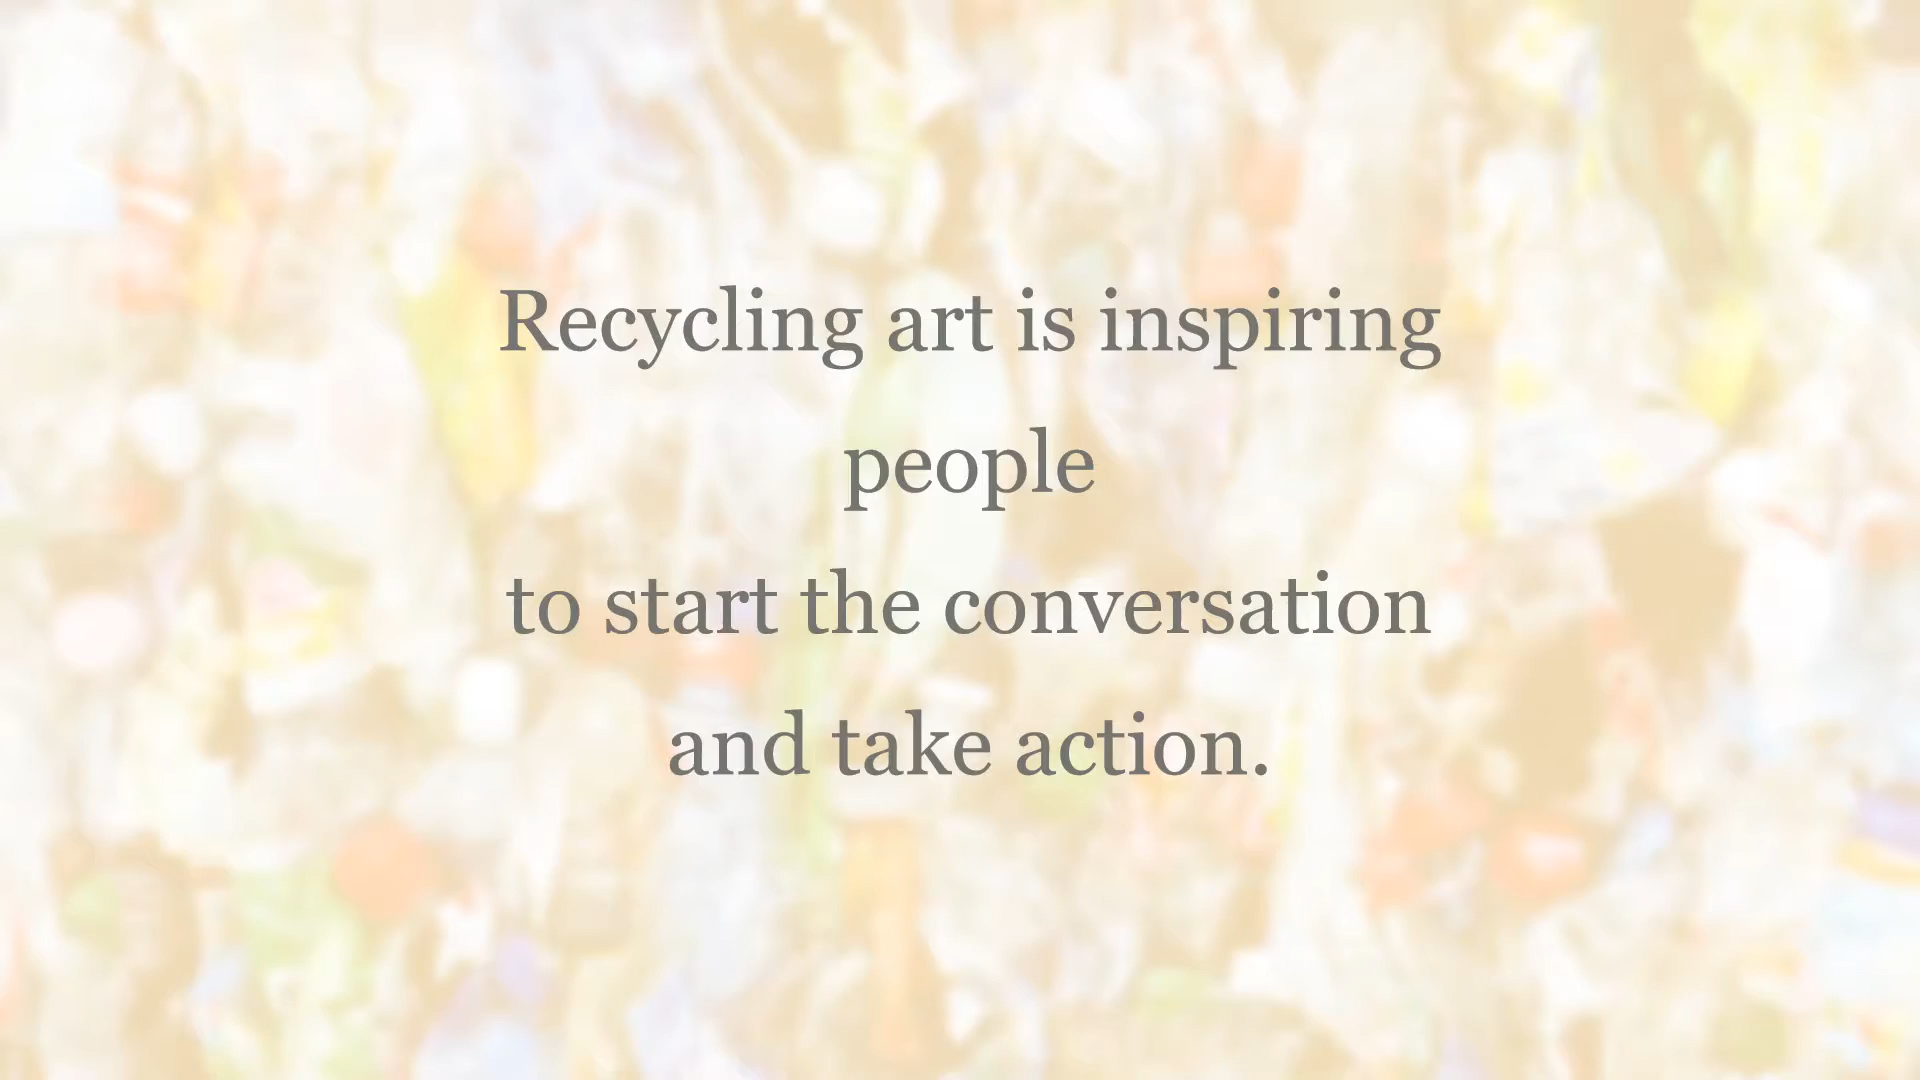 Recycling art is inspiring
people
to start the conversation
and take action.